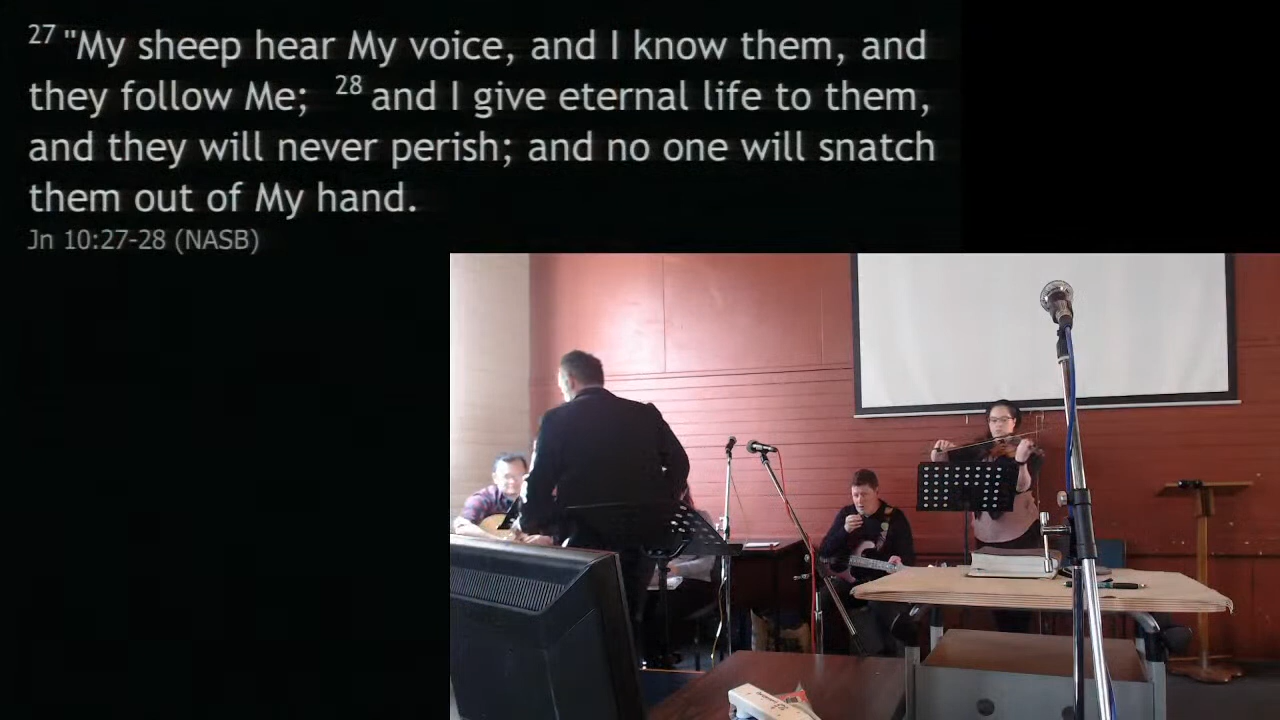 27 "My sheep hear My voice, and I know them, and
they follow Me; 28 and I give eternal life to them,
and they will never perish; and no one will snatch
them out of My hand.
Jn 10:27-28 (NASB)